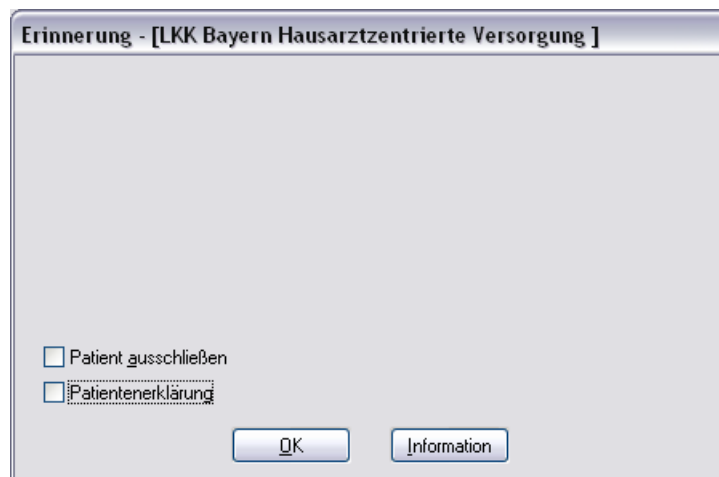 Erinnerung - [LKK Bayern Hausarztzentrierte Versorgung ]
Patient ausschließen
Patientenerklärung
OK Information